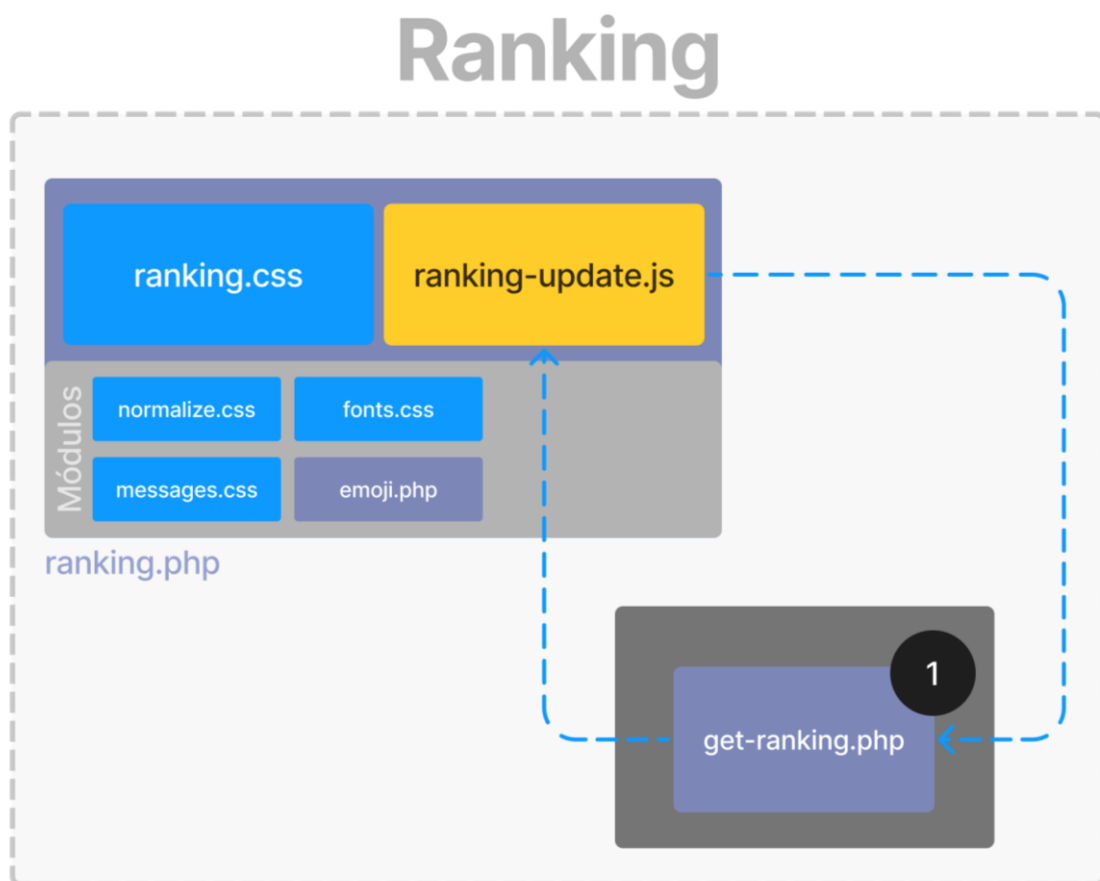 Ranking
ranking.css
ranking-update.js
Módulos
normalize.css
fonts.css
messages.css
emoji.php
ranking.php
1
get-ranking.php